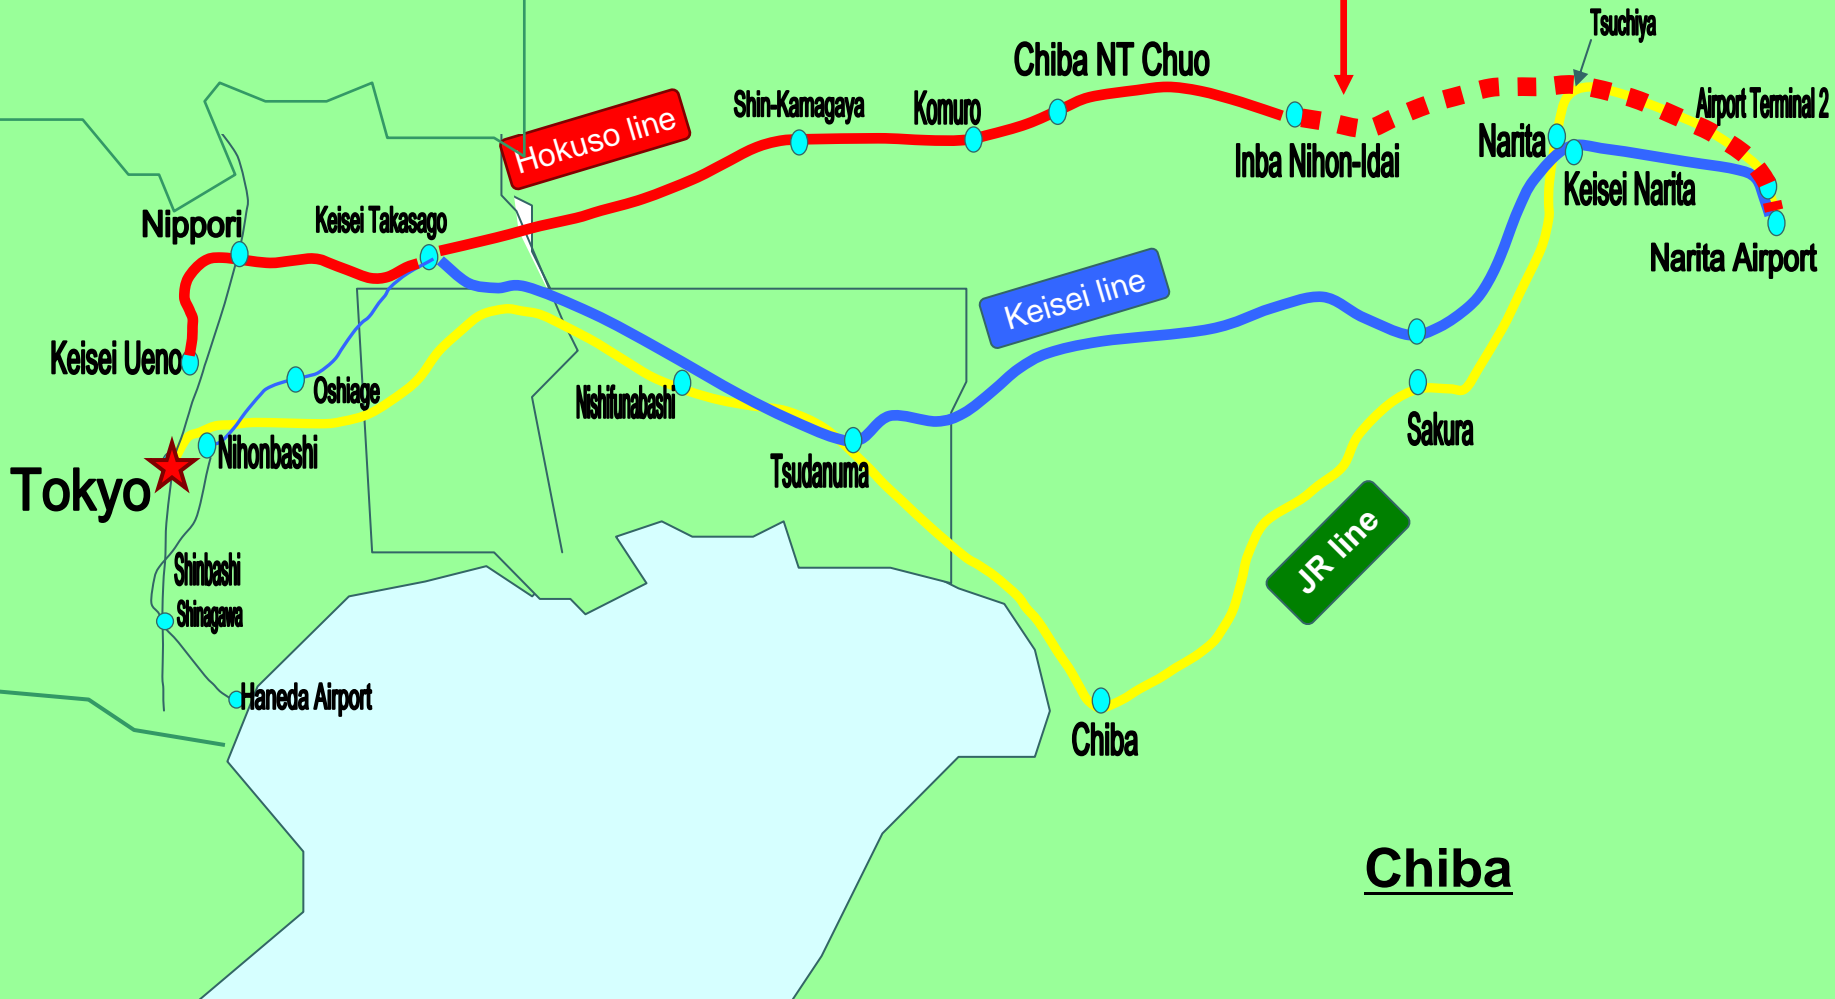 Tsuchiya
Chiba NT Chuo
Shin-Kamagaya
Komuro
Airport Terminal 2
Hokuso line
Narita
Inba Nihon-Idai
Keisei Narita
Nippori
Keisei Takasago
Narita Airport
Keisei line
Keisei Ueno
Oshiage
Nishifunabashi
Sakura
Nihonbashi
Tsudanuma
Tokyo
JR line
Shinbashi
Shinagawa
Haneda Airport
Chiba
Chiba